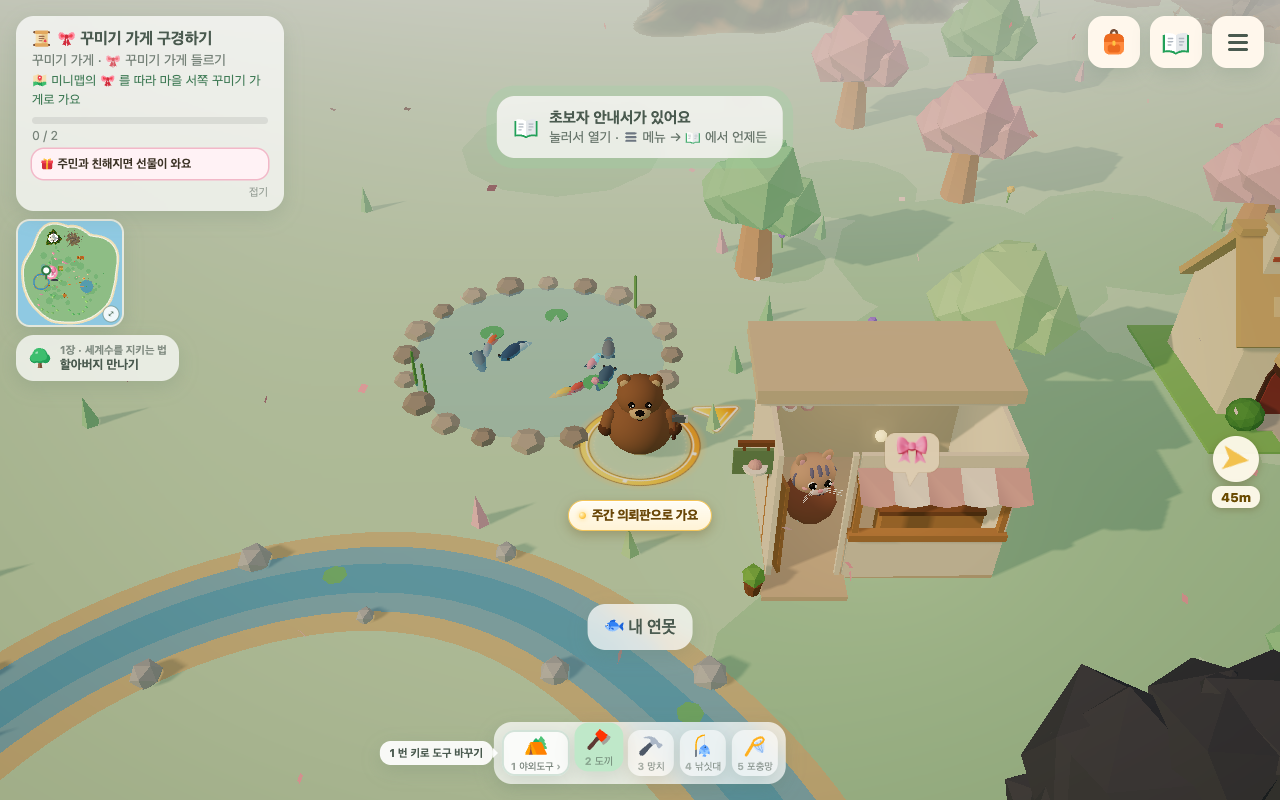 꾸미기 가게 구경하기
꾸미기 가게 · 꾸미기 가게 들르기
미니맵의 를 따라 마을 서쪽 꾸미기 가
게로 가요
0 / 2
주민과 친해지면 선물이 와요
접기
1장 · 세계수를 지키는 법
할아버지 만나기
초보자 안내서가 있어요
눌러서 열기 · 메뉴 → 에서 언제든
45m
주간 의뢰판으로 가요
내 연못
1 번 키로 도구 바꾸기
1 야외도구 ›
2 도끼
3 망치
4 낚싯대
5 포충망